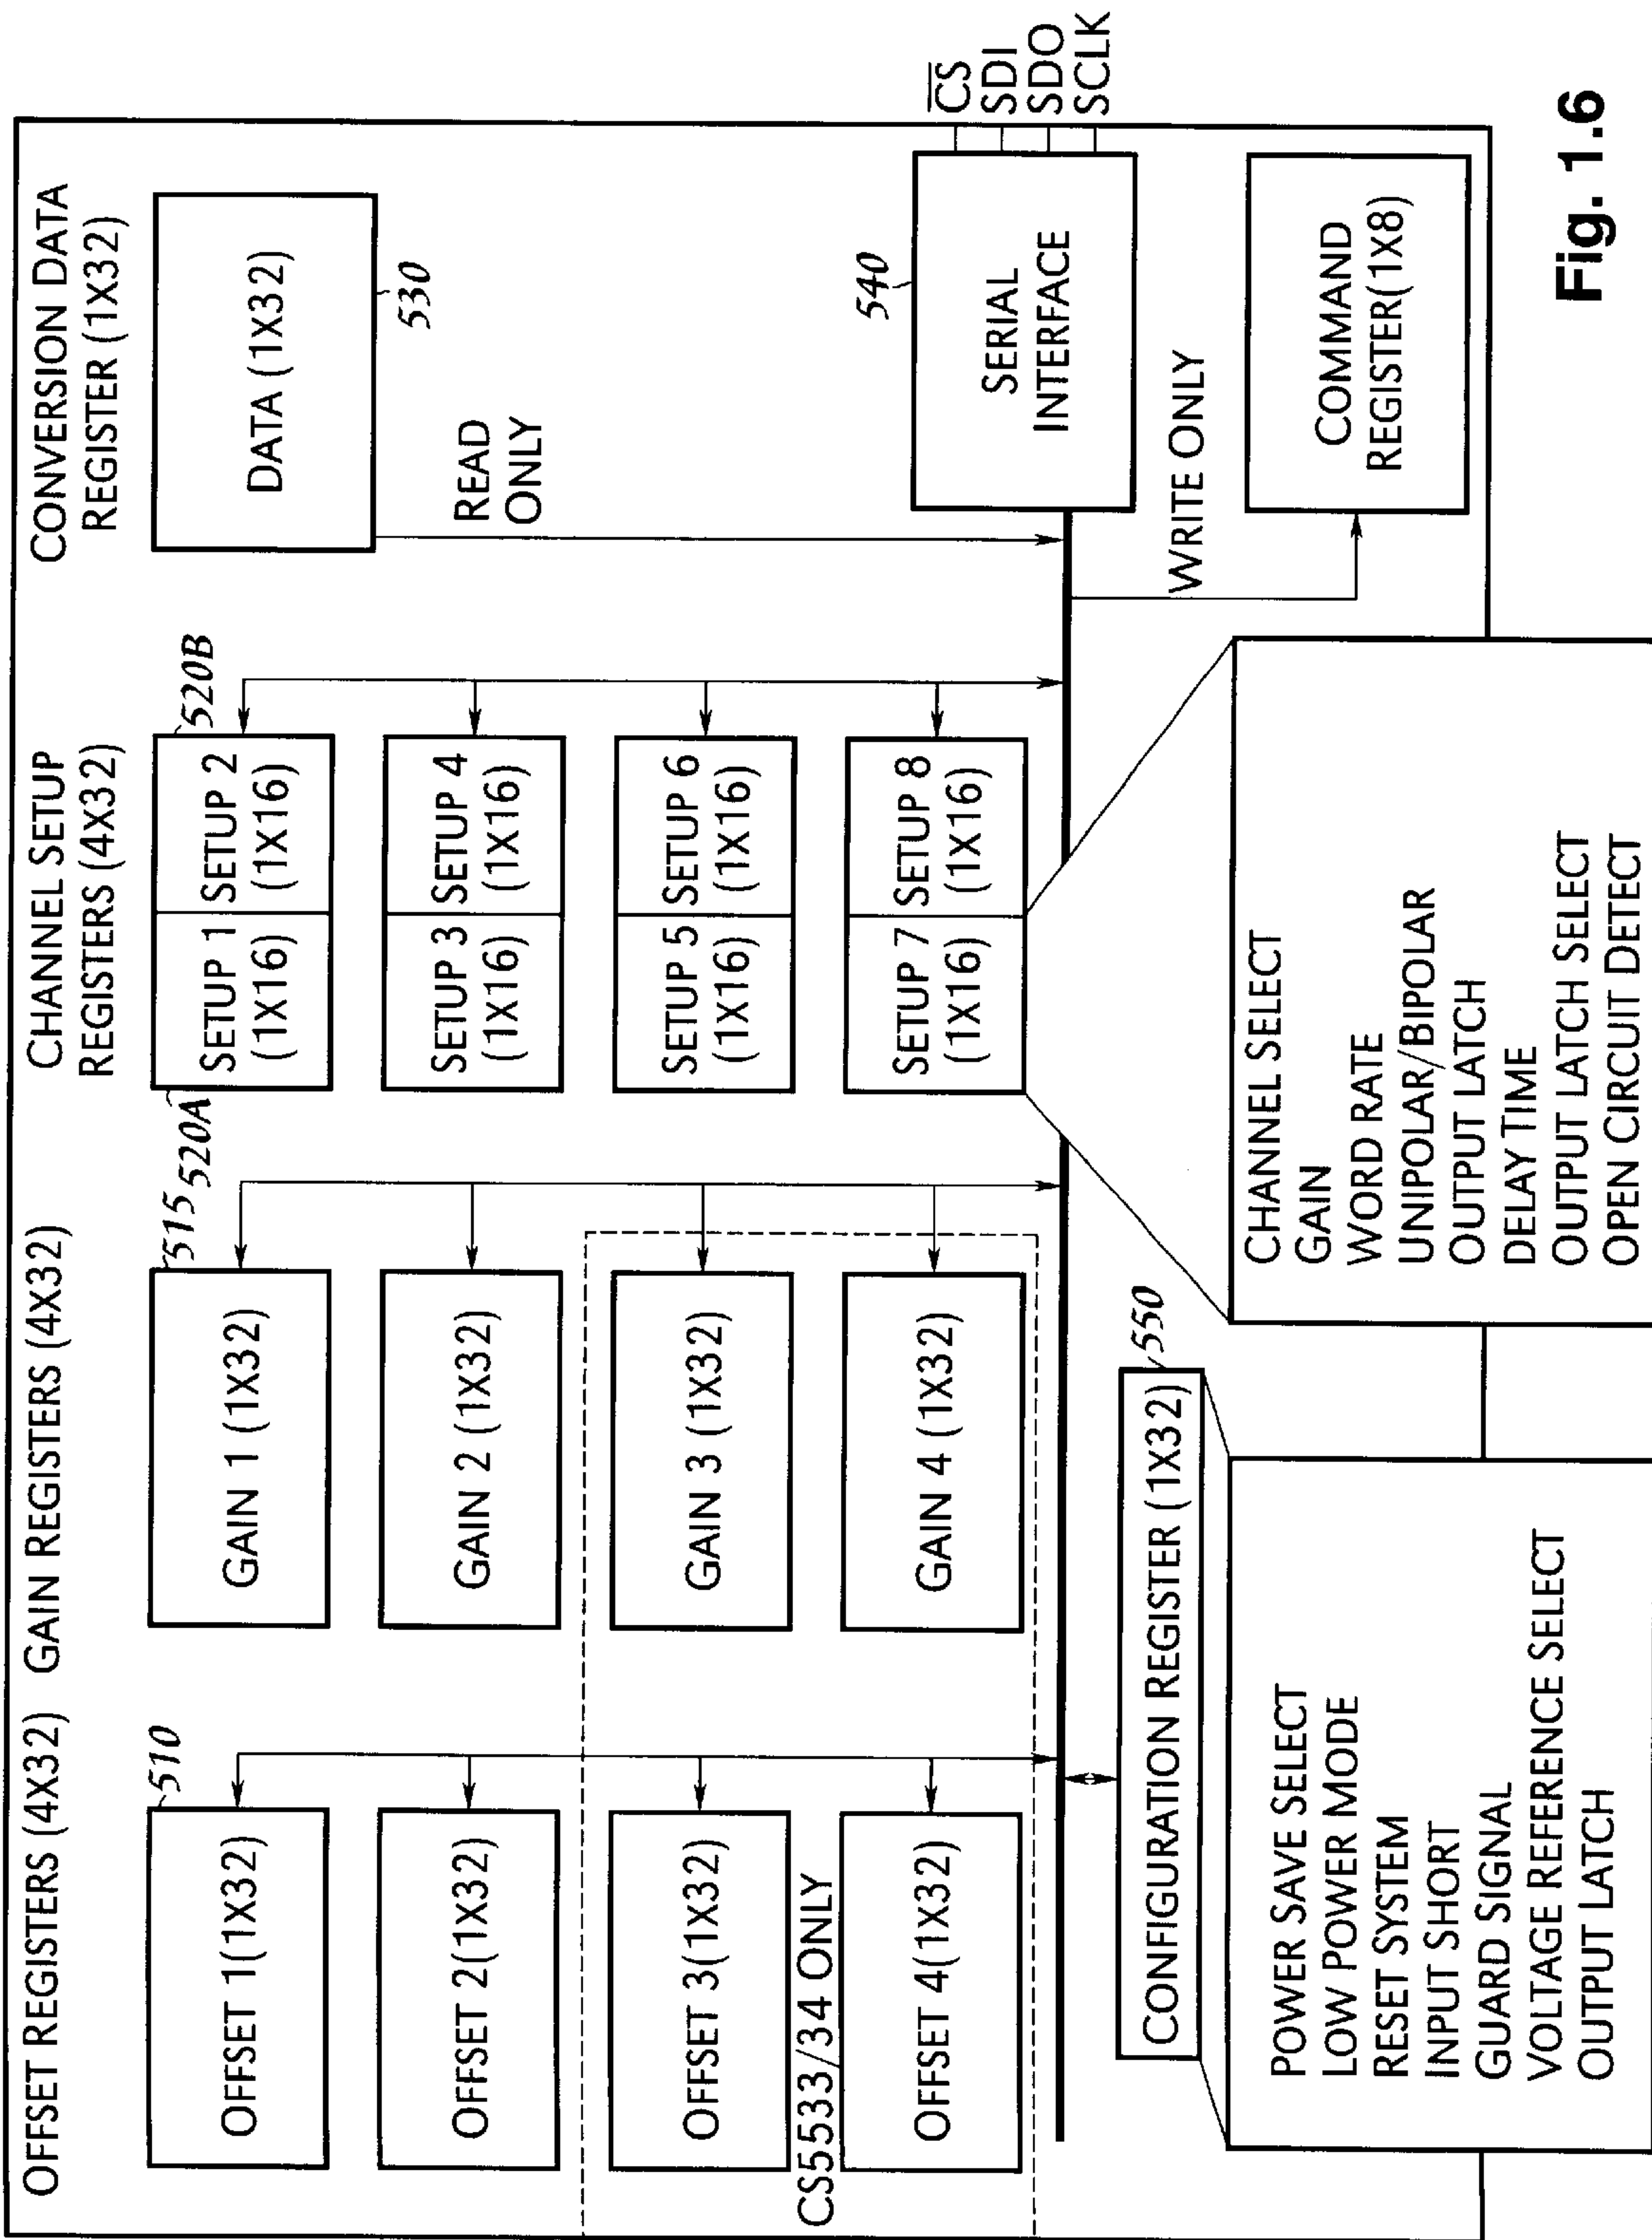 OFFSET REGISTERS (4X32)
GAIN REGISTERS (4X32)
CHANNEL SETUP
REGISTERS (4X32)
CONVERSION DATA
REGISTER (1X32)
510
OFFSET 1(1X32)
OFFSET 2(1X32)
OFFSET 3(1X32)
CS5533/34 ONLY
OFFSET 4(1X32)
515
GAIN 1 (1X32)
GAIN 2 (1X32)
GAIN 3 (1X32)
GAIN 4 (1X32)
520A
520B
SETUP 1
(1X16)
SETUP 2
(1X16)
SETUP 3
(1X16)
SETUP 4
(1X16)
SETUP 5
(1X16)
SETUP 6
(1X16)
SETUP 7
(1X16)
SETUP 8
(1X16)
DATA (1X32)
530
READ
ONLY
540
SERIAL
INTERFACE
CS
SDI
SDO
SCLK
WRITE ONLY
COMMAND
REGISTER(1X8)
CONFIGURATION REGISTER (1X32)
550
POWER SAVE SELECT
LOW POWER MODE
RESET SYSTEM
INPUT SHORT
GUARD SIGNAL
VOLTAGE REFERENCE SELECT
OUTPUT LATCH
CHANNEL SELECT
GAIN
WORD RATE
UNIPOLAR/BIPOLAR
OUTPUT LATCH
DELAY TIME
OUTPUT LATCH SELECT
OPEN CIRCUIT DETECT
Fig. 1.6